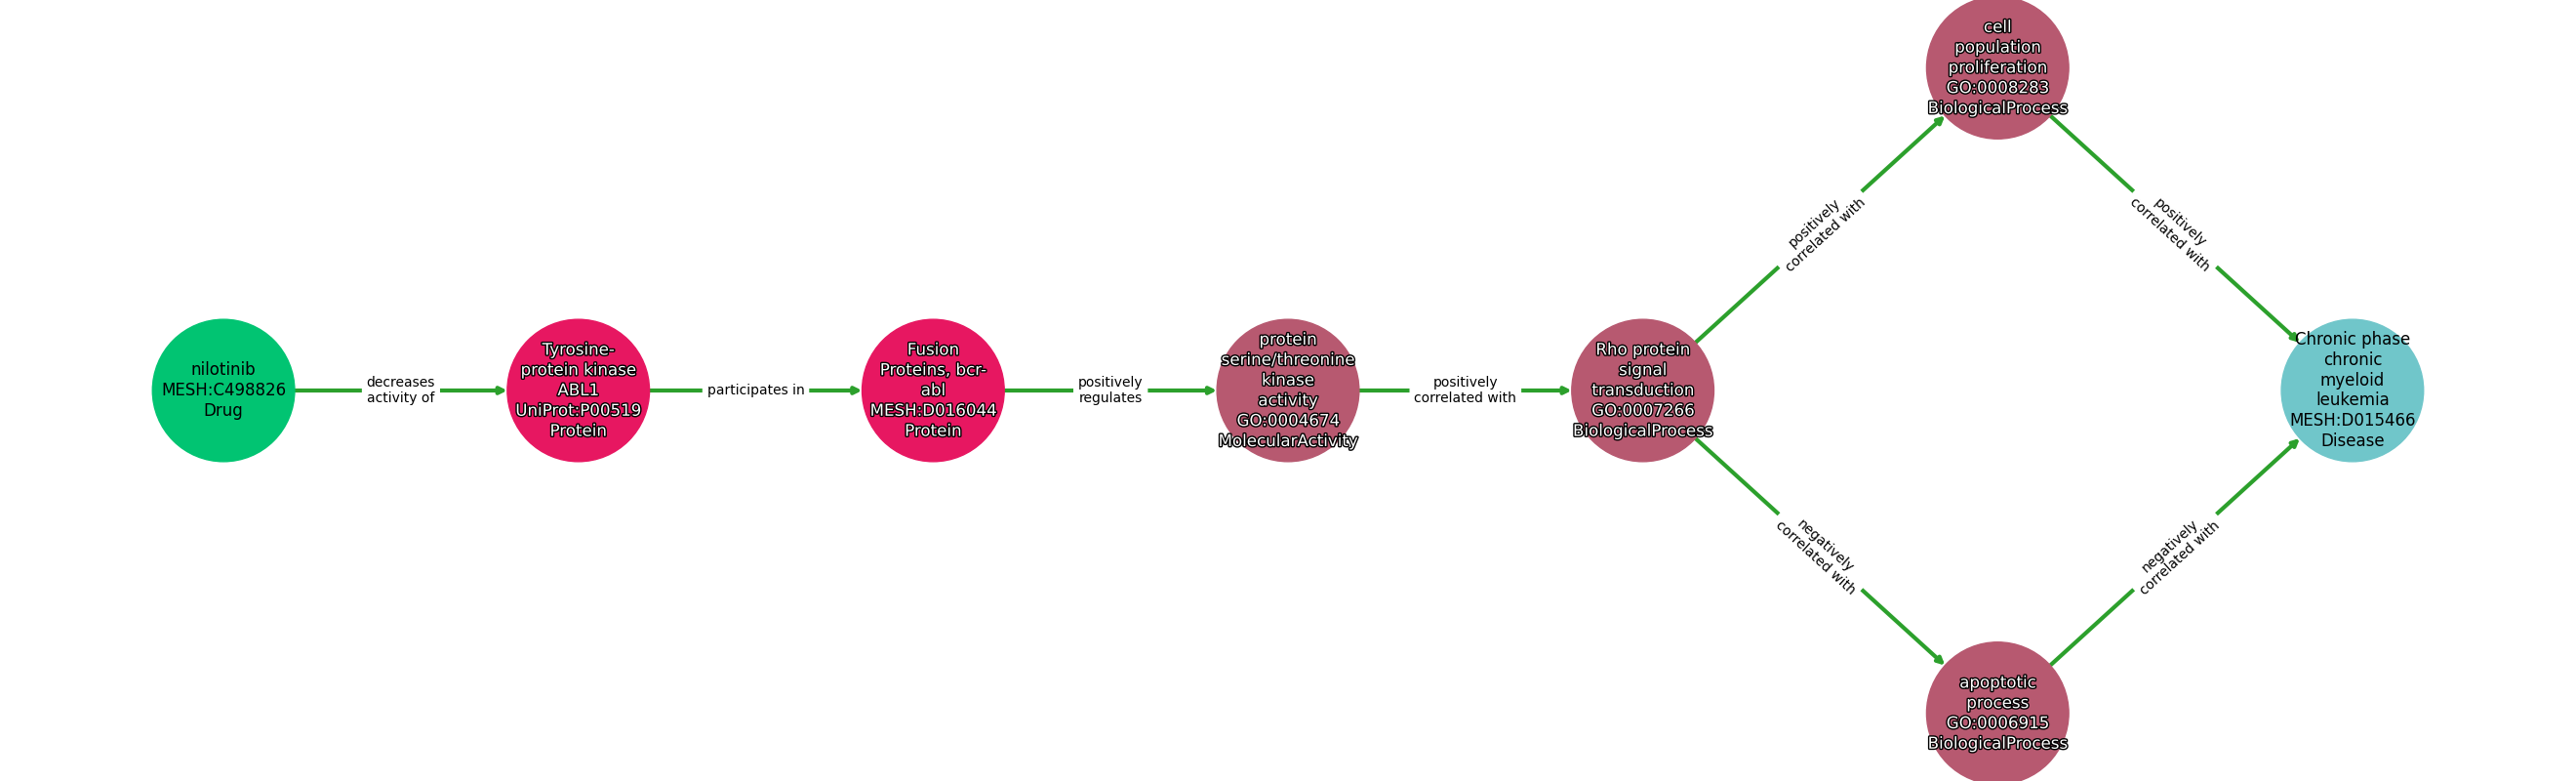 nilotinib
MESH:C498826
Drug
decreases
activity of
Tyrosine-
protein kinase
ABL1
UniProt:P00519
Protein
participates in
Fusion
Proteins, bcr-
abl
MESH:D016044
Protein
positively
regulates
protein
serine/threonine
kinase
activity
GO:0004674
MolecularActivity
positively
correlated with
Rho protein
signal
transduction
GO:0007266
BiologicalProcess
positively
correlated with
cell
population
proliferation
GO:0008283
BiologicalProcess
positively
correlated with
negatively
correlated with
apoptotic
process
GO:0006915
BiologicalProcess
negatively
correlated with
Chronic phase
chronic
myeloid
leukemia
MESH:D015466
Disease